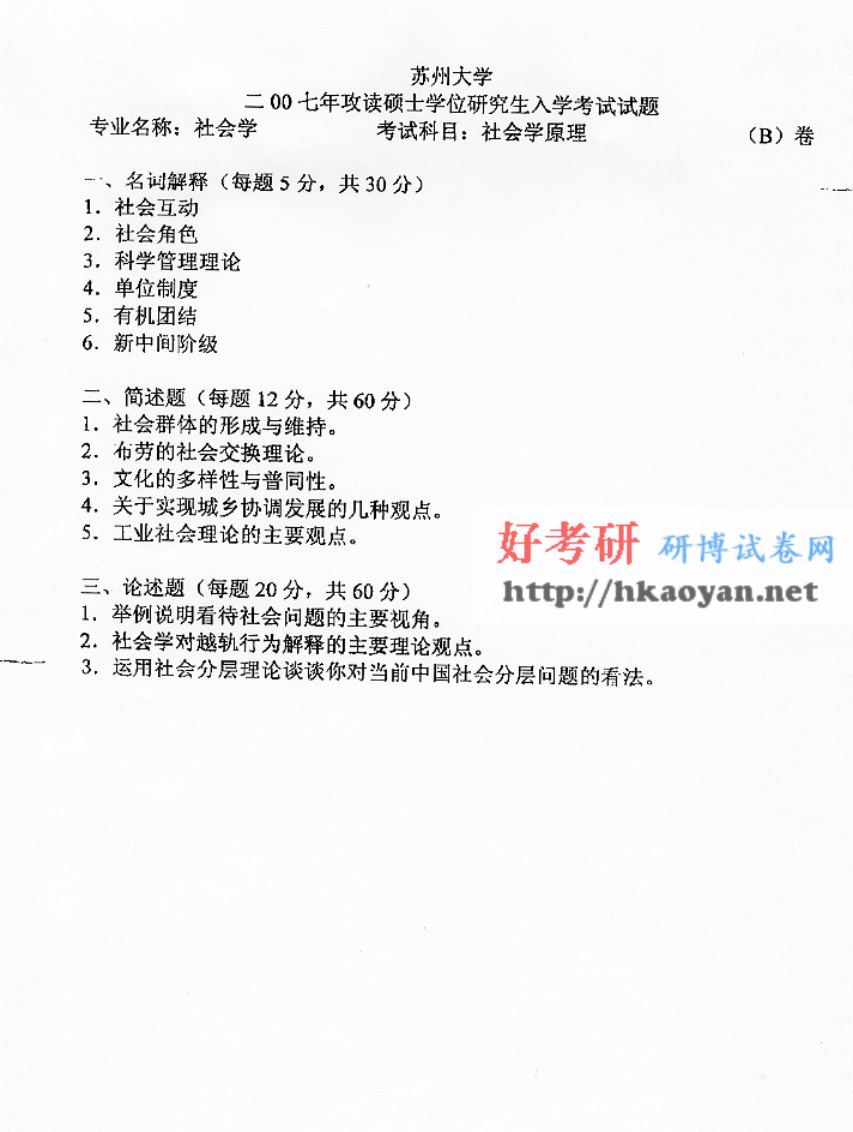 苏州大学
二00七年攻读硕士学位研究生入学考试试题
专业名称：社会学 考试科目：社会学原理 （B）卷
一、名词解释（每题5分，共30分）
1．社会互动
2．社会角色
3．科学管理理论
4．单位制度
5．有机团结
6．新中间阶级
二、简述题（每题12分，共60分）
1．社会群体的形成与维持。
2．布劳的社会交换理论。
3．文化的多样性与普同性。
4．关于实现城乡协调发展的几种观点。
5．工业社会理论的主要观点。
好考研 研博试卷网
http://hkaoyan.net
三、论述题（每题20分，共60分）
1．举例说明看待社会问题的主要视角。
2．社会学对越轨行为解释的主要理论观点。
3．运用社会分层理论谈谈你对当前中国社会分层问题的看法。